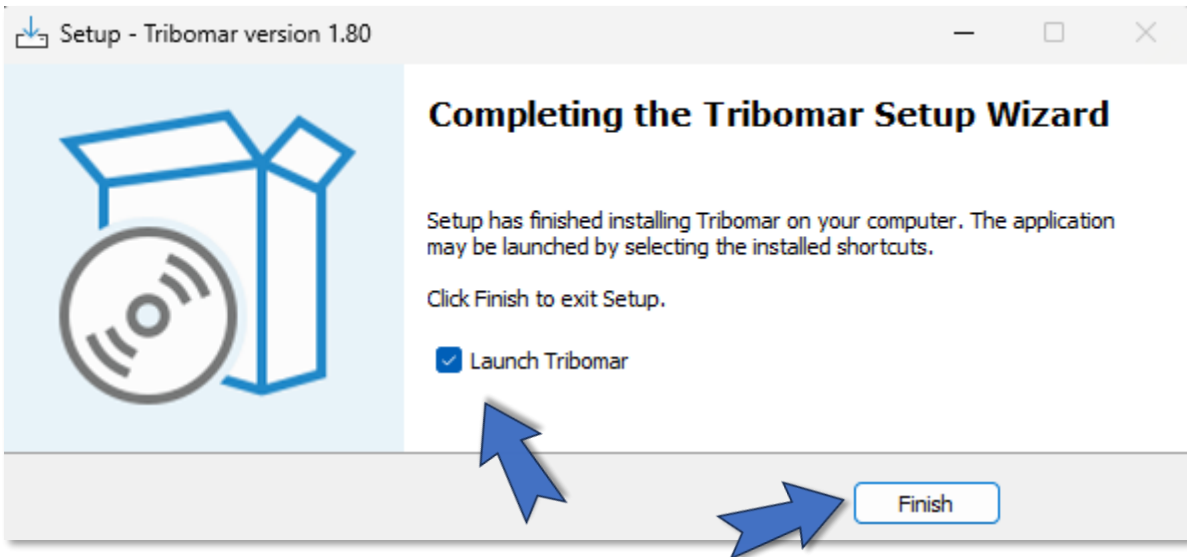 Setup - Tribomar version 1.80
Completing the Tribomar Setup Wizard
Setup has finished installing Tribomar on your computer. The application
may be launched by selecting the installed shortcuts.
Click Finish to exit Setup.
Launch Tribomar
Finish